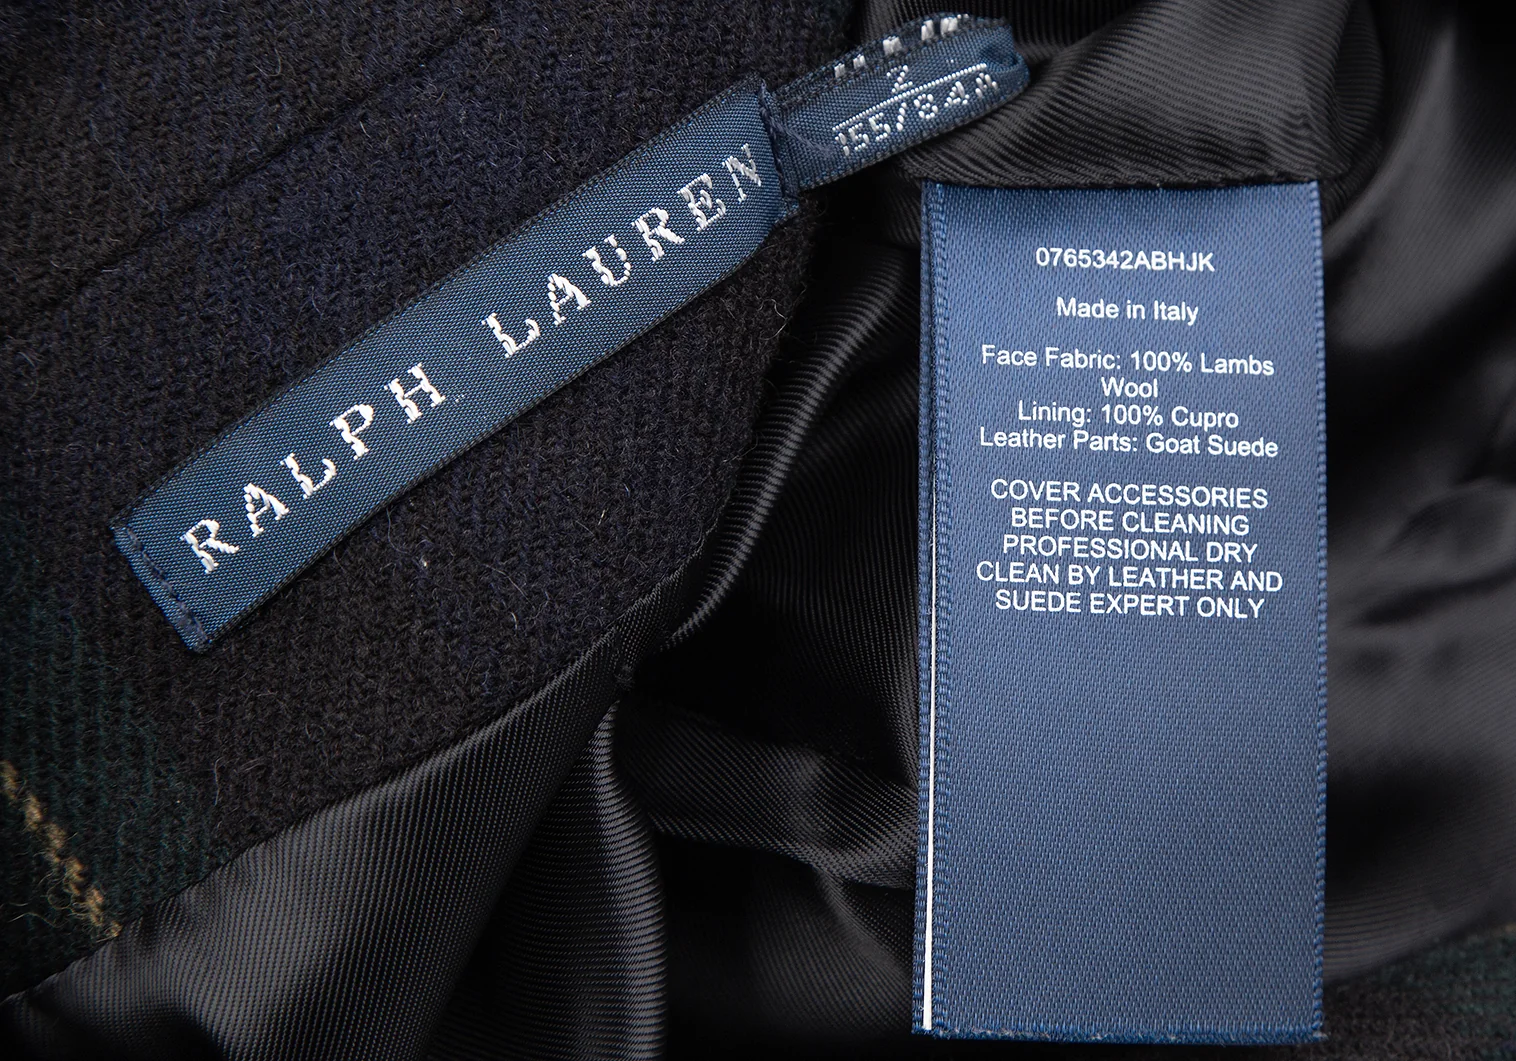 RALPH LAUREN
2
155/84A
0765342ABHJK
Made in Italy
Face Fabric: 100% Lambs
Wool
Lining: 100% Cupro
Leather Parts: Goat Suede
COVER ACCESSORIES
BEFORE CLEANING
PROFESSIONAL DRY
CLEAN BY LEATHER AND
SUEDE EXPERT ONLY